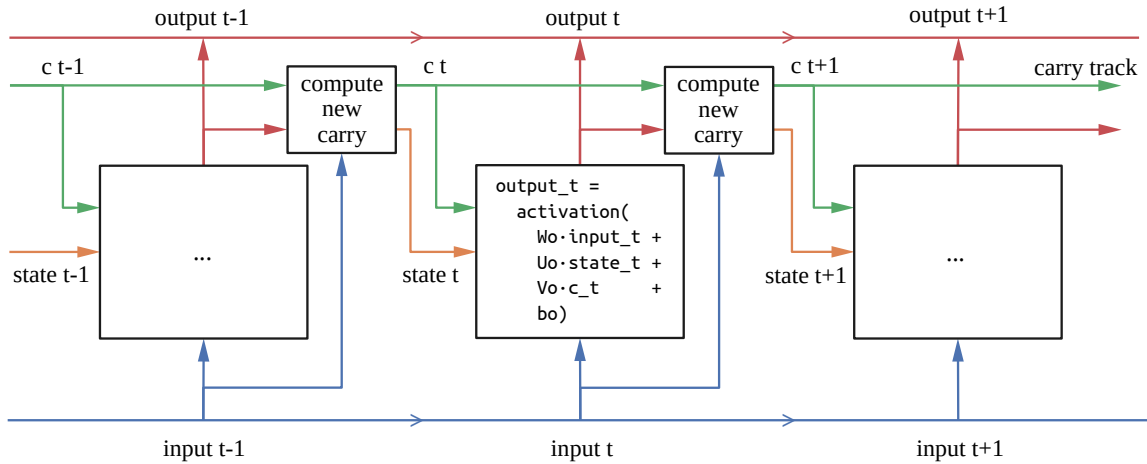 output t-1
output t
output t+1
c t-1
compute
new
carry
c t
compute
new
carry
c t+1
carry track
...
output_t =
activation(
Wo·input_t +
Uo·state_t +
Vo·c_t +
bo)
...
state t-1
state t
state t+1
input t-1
input t
input t+1